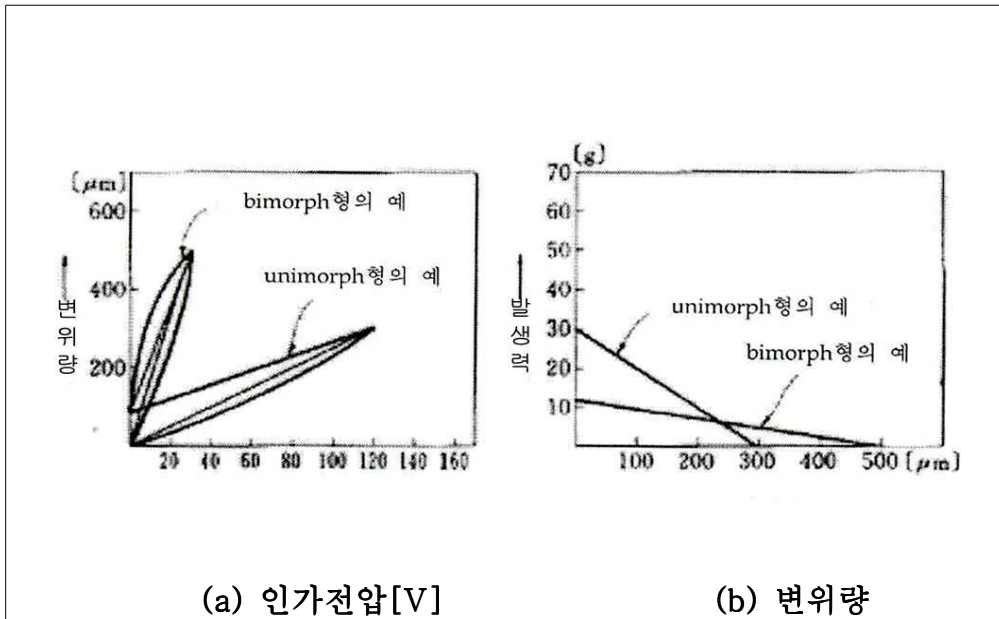 [μm]
600
400
200
변위량
bimorph형의 예
unimorph형의 예
20 40 60 80 100 120 140 160
(a) 인가전압[V]
[g]
70
60
50
40
30
20
10
발생력
unimorph형의 예
bimorph형의 예
100 200 300 400 500 [μm]
(b) 변위량